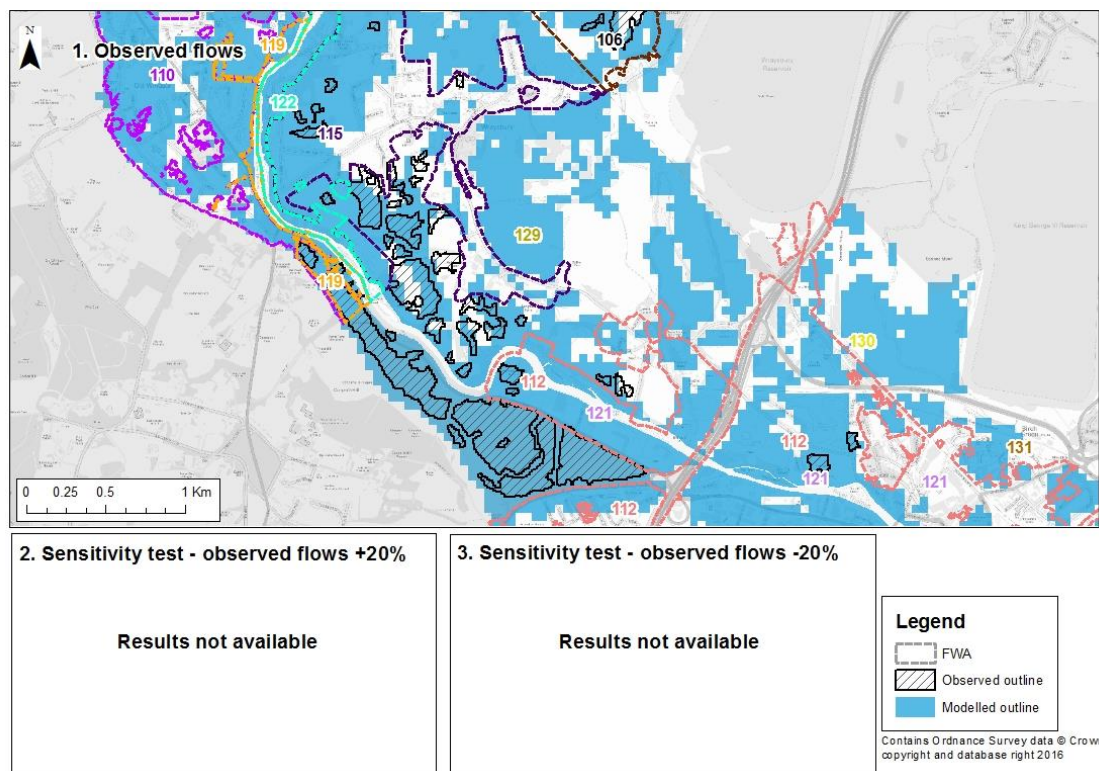 N
1. Observed flows
110
119
122
115
106
129
119
130
112
121
112
131
121
121
112
0 0.25 0.5 1 Km
2. Sensitivity test - observed flows +20%
Results not available
3. Sensitivity test - observed flows -20%
Results not available
Legend
FWA
Observed outline
Modelled outline
Contains Ordnance Survey data © Crow
copyright and database right 2016